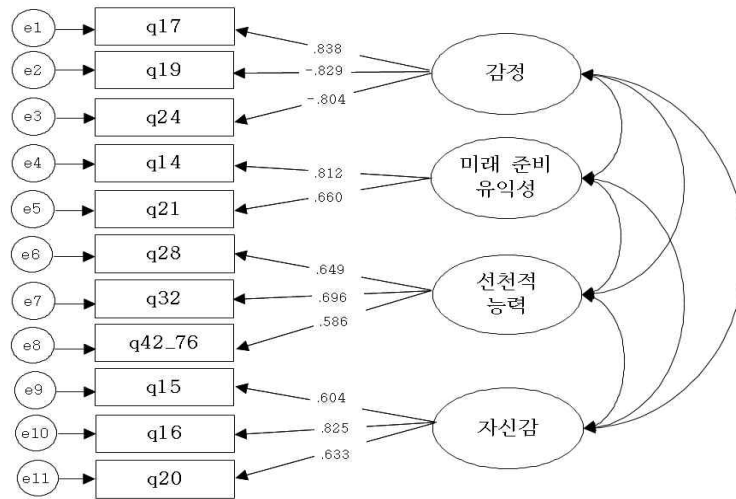 e1
q17
.838
e2
q19
-.829
감정
e3
q24
-.804
e4
q14
.812
미래 준비
유익성
e5
q21
.660
e6
q28
.649
선천적
능력
e7
q32
.696
e8
q42_76
.586
e9
q15
.604
e10
q16
.825
자신감
e11
q20
.633